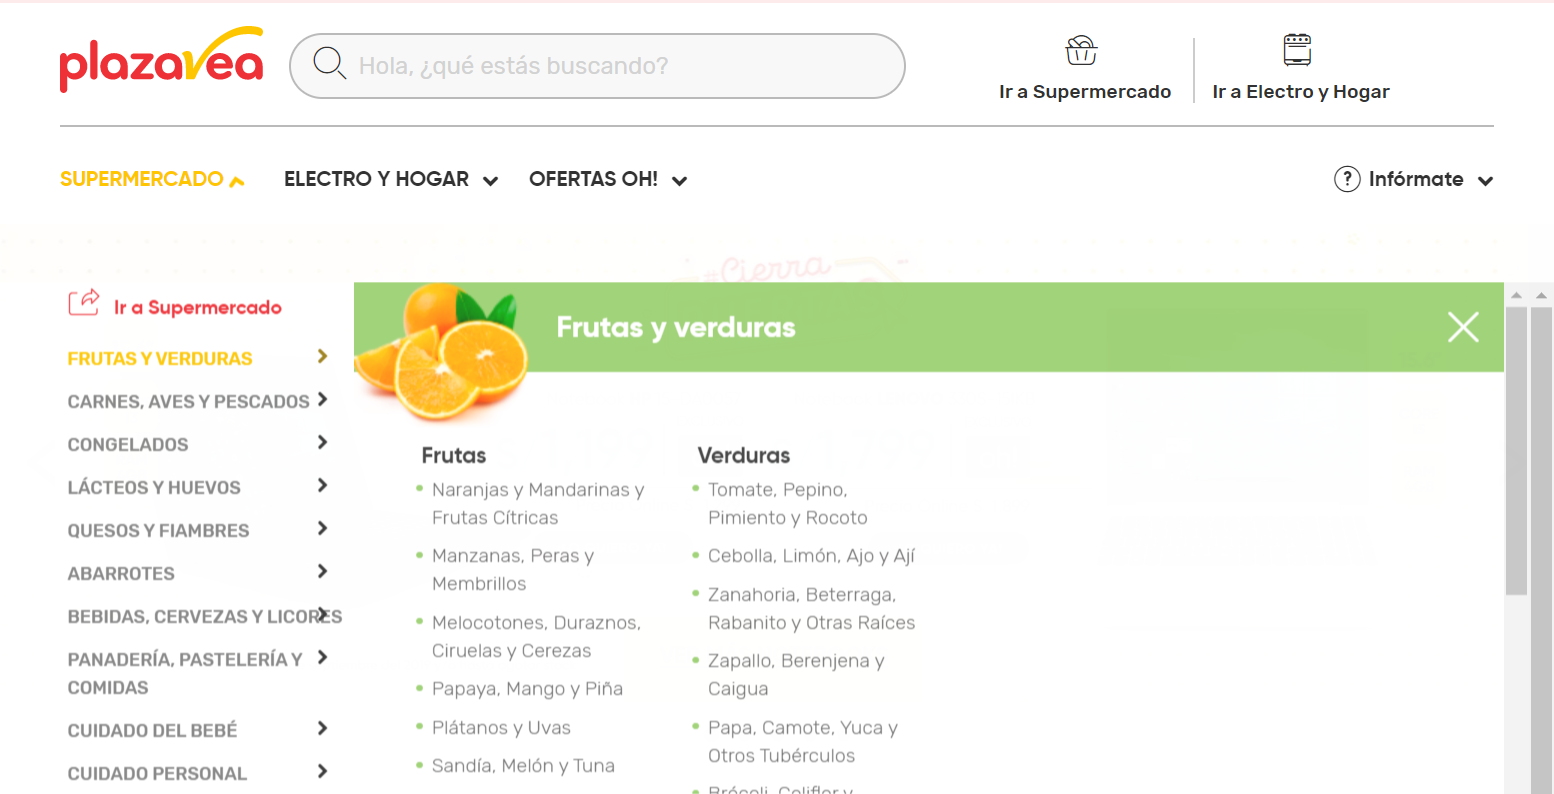 plazavea
Hola, ¿qué estás buscando?
Ir a Supermercado
Ir a Electro y Hogar
SUPERMERCADO
ELECTRO Y HOGAR
OFERTAS OH!
? Infórmate
#Cierra
Ir a Supermercado
FRUTAS Y VERDURAS
CARNES, AVES Y PESCADOS
CONGELADOS
LÁCTEOS Y HUEVOS
QUESOS Y FIAMBRES
ABARROTES
BEBIDAS, CERVEZAS Y LICORES
PANADERÍA, PASTELERÍA Y
COMIDAS
CUIDADO DEL BEBÉ
CUIDADO PERSONAL
Frutas y verduras
Frutas
Naranjas y Mandarinas y
Frutas Cítricas
Manzanas, Peras y
Membrillos
Melocotones, Duraznos,
Ciruelas y Cerezas
Papaya, Mango y Piña
Plátanos y Uvas
Sandía, Melón y Tuna
Verduras
Tomate, Pepino,
Pimiento y Rocoto
Cebolla, Limón, Ajo y Ají
Zanahoria, Beterraga,
Rabanito y Otras Raíces
Zapallo, Berenjena y
Caigua
Papa, Camote, Yuca y
Otros Tubérculos
Brócoli, Coliflor y